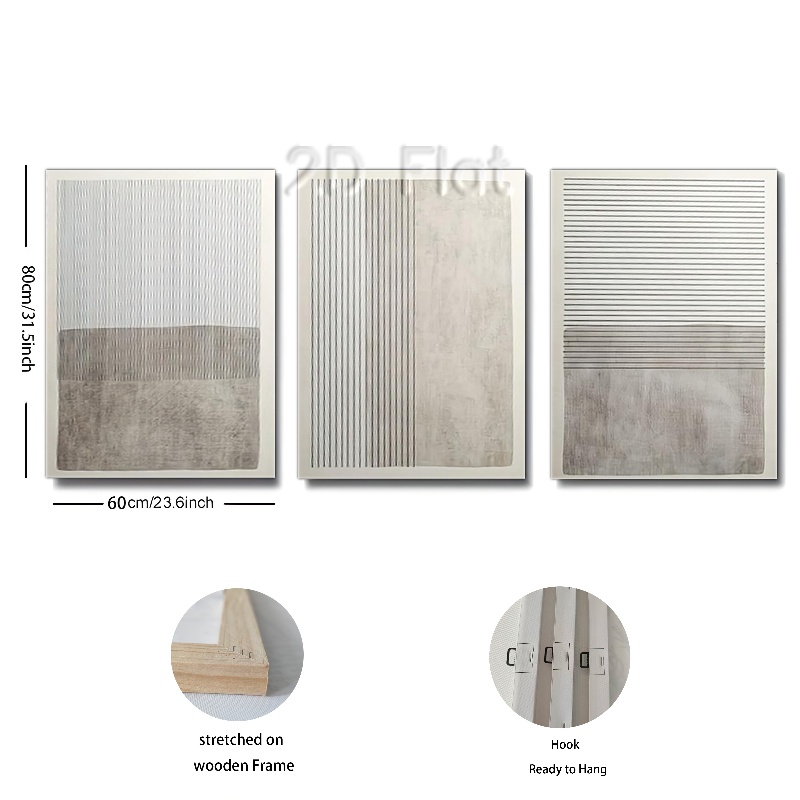 2D Flat
80cm/31.5inch
60cm/23.6inch
stretched on
wooden Frame
Hook
Ready to Hang